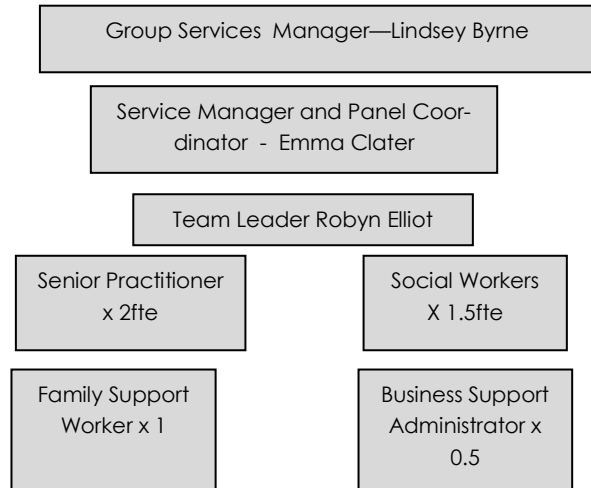 Group Services Manager—Lindsey Byrne
Service Manager and Panel Coor-
dinator - Emma Clater
Team Leader Robyn Elliot
Senior Practitioner
x 2fte
Social Workers
X 1.5fte
Family Support
Worker x 1
Business Support
Administrator x
0.5